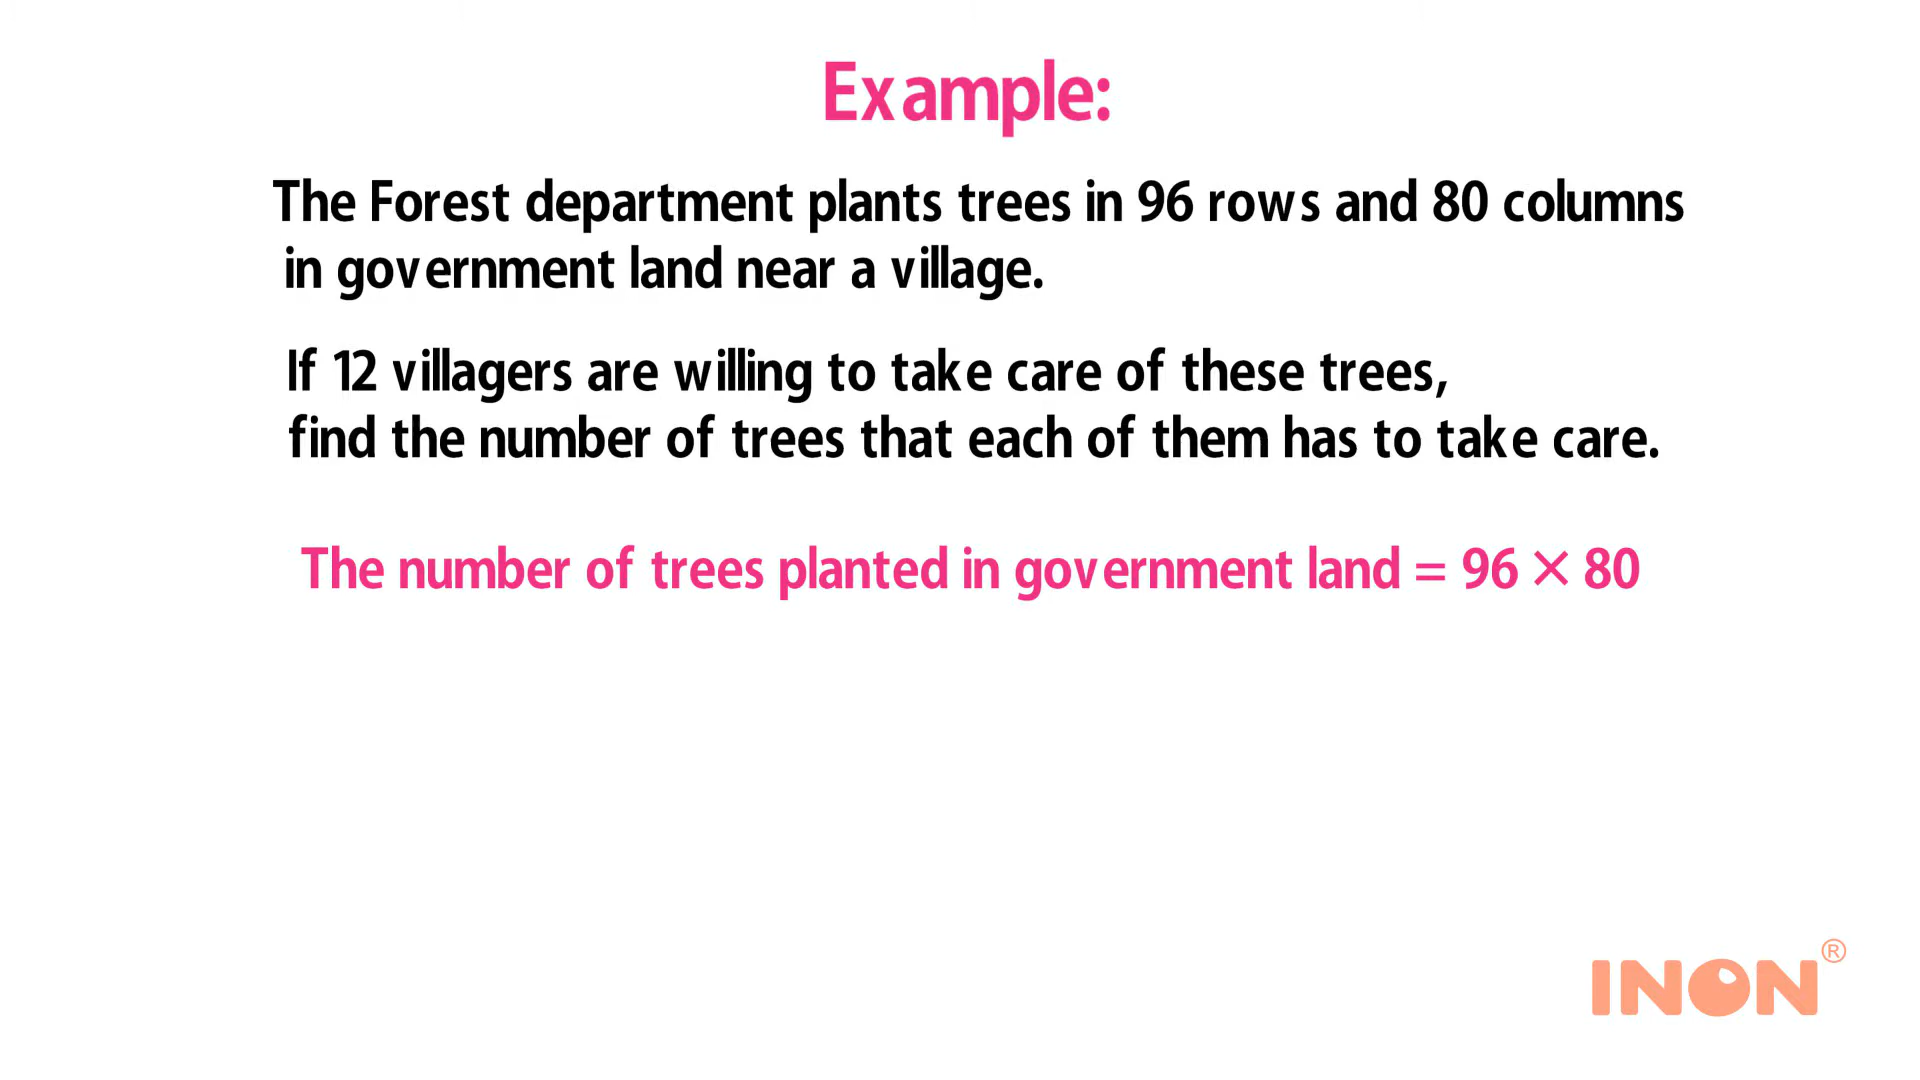 Example:
The Forest department plants trees in 96 rows and 80 columns
in government land near a village.
If 12 villagers are willing to take care of these trees,
find the number of trees that each of them has to take care.
The number of trees planted in government land = 96 × 80
INON®